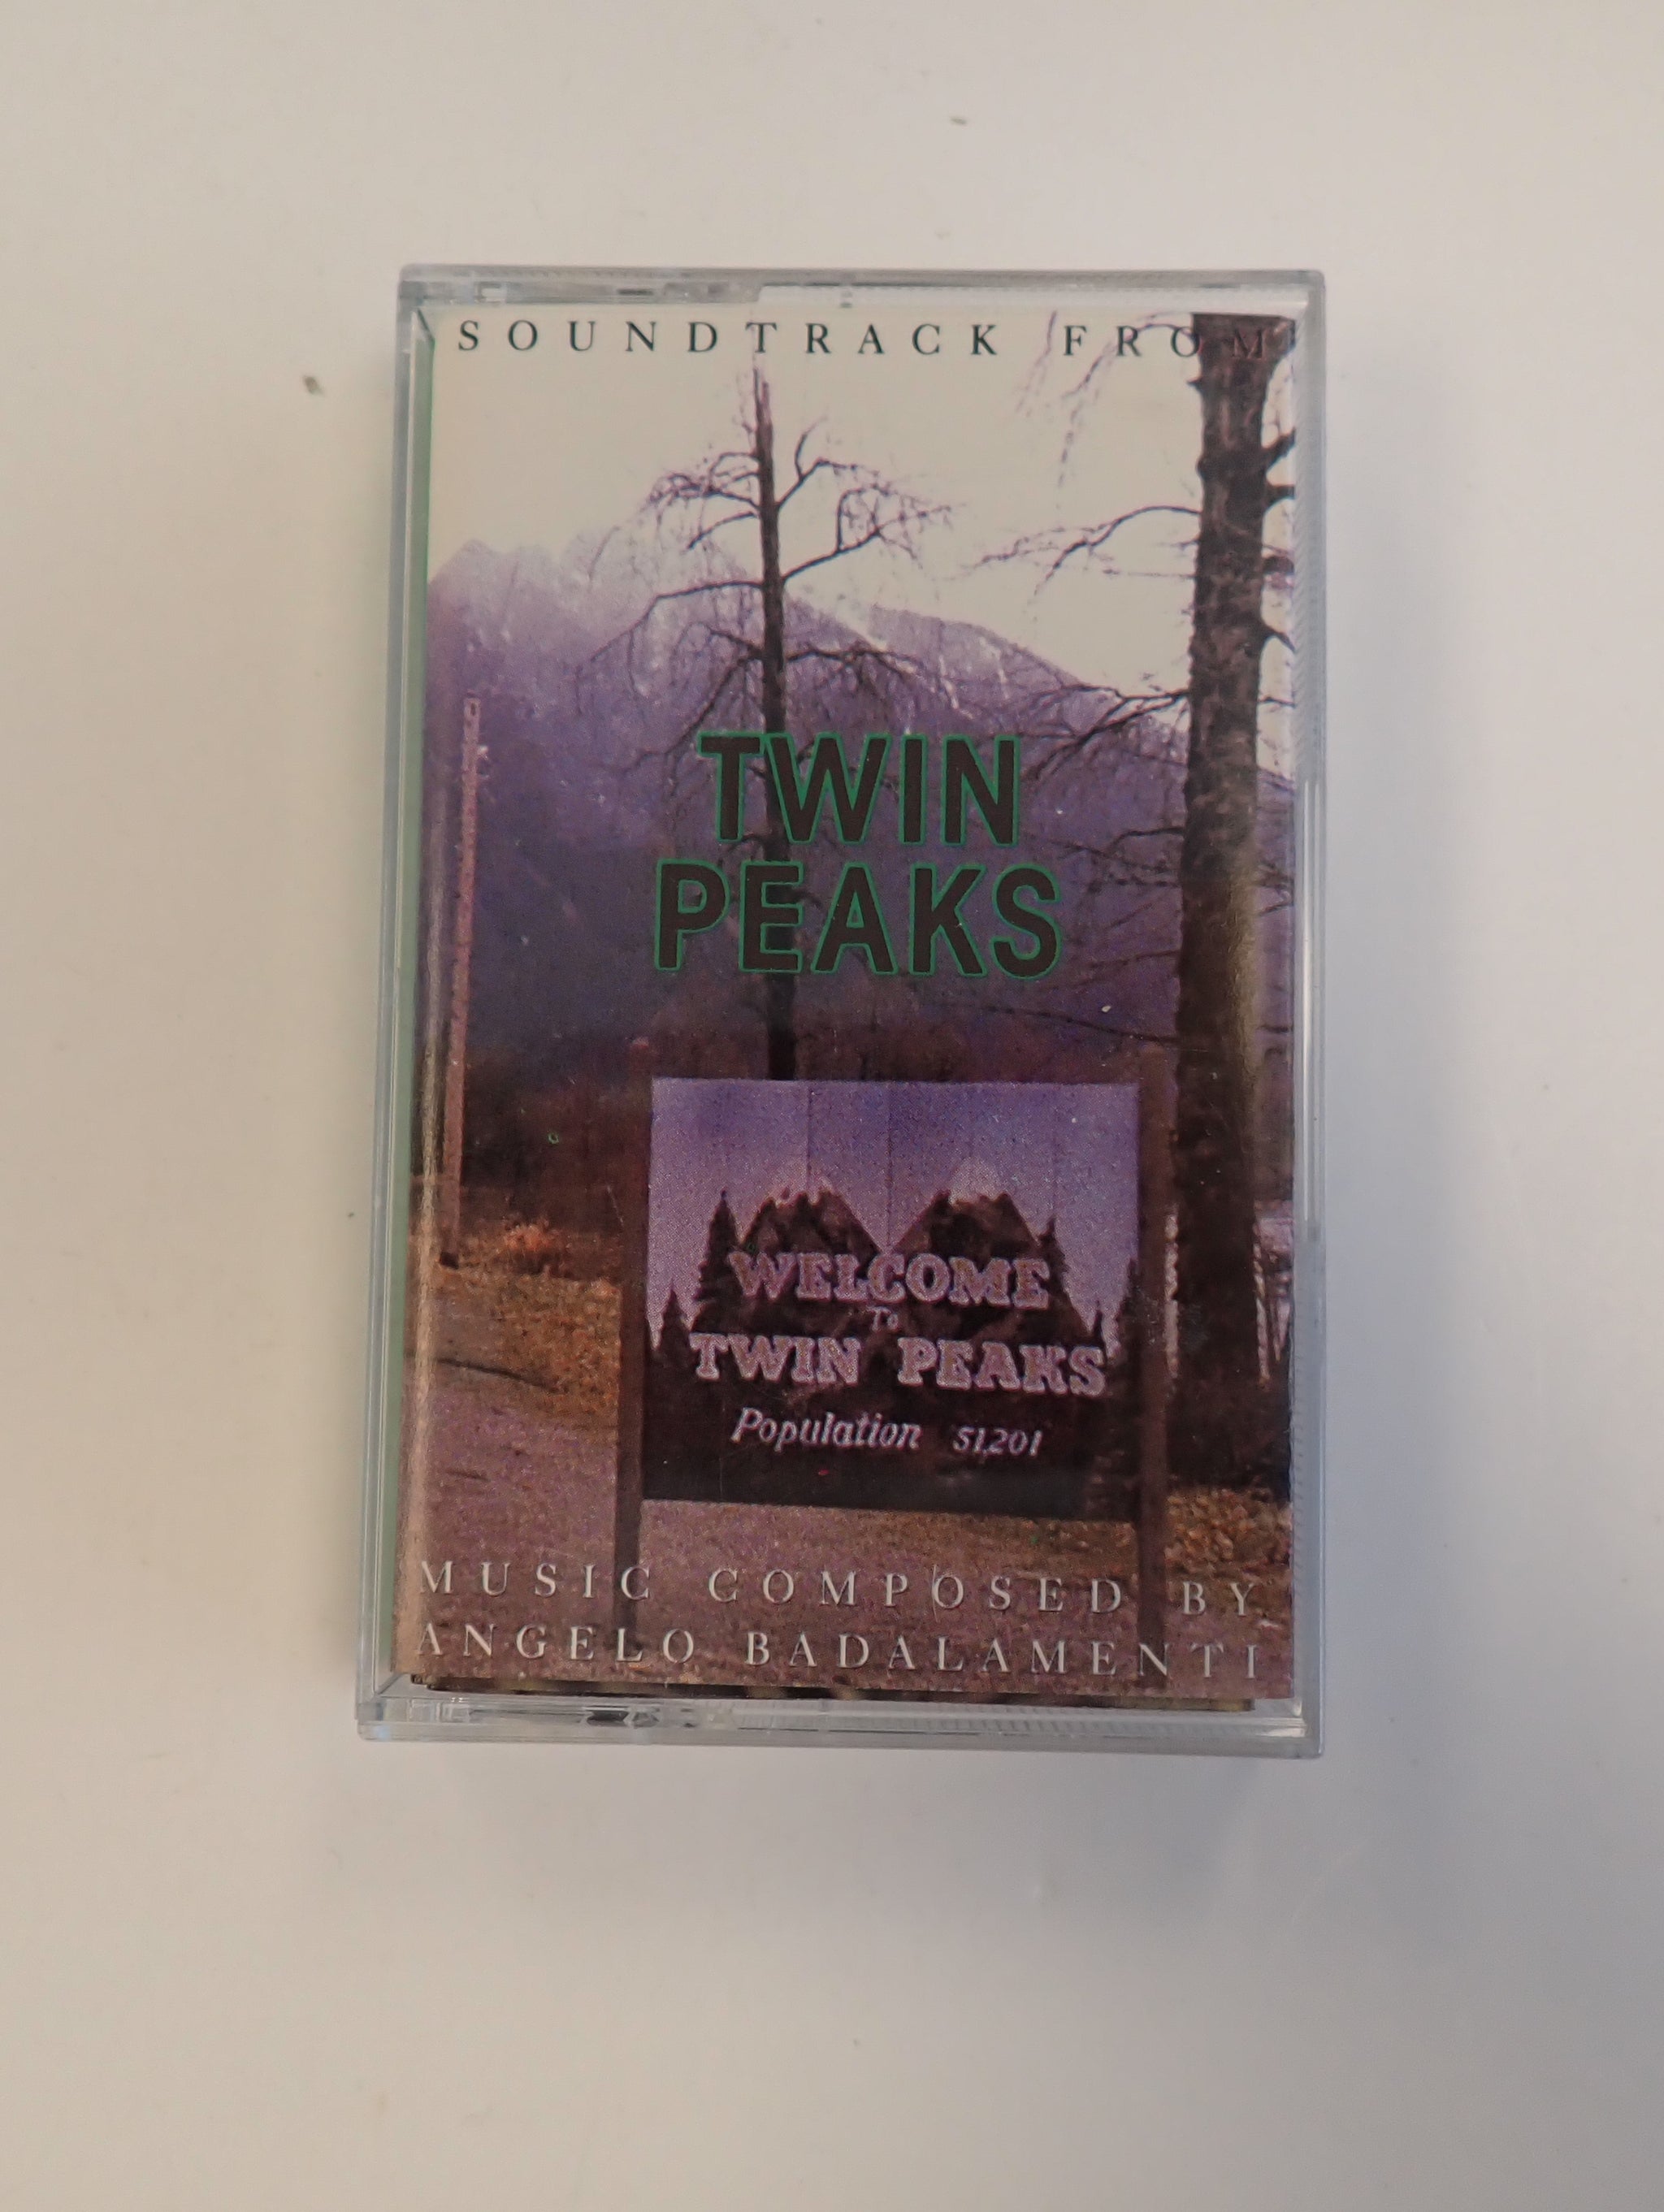 SOUNDTRACK FROM
TWIN
PEAKS
WELCOME
To
TWIN PEAKS
Population 51,201
MUSIC COMPOSED BY
ANGELO BADALAMENTI